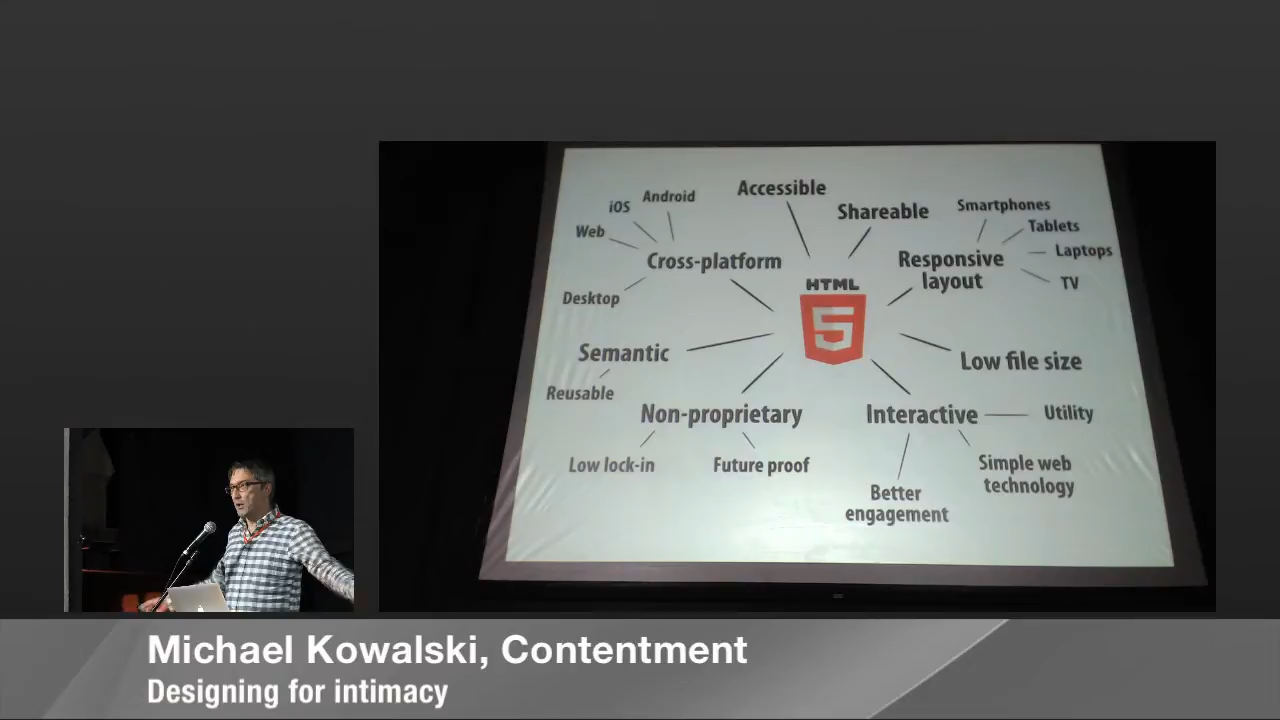 Accessible
Shareable
Android
iOS
Web
Cross-platform
Desktop
Smartphones
Tablets
Laptops
TV
Responsive
layout
HTML
5
Semantic
Reusable
Low file size
Non-proprietary
Low lock-in
Future proof
Interactive
Utility
Simple web
technology
Better
engagement
Michael Kowalski, Contentment
Designing for intimacy